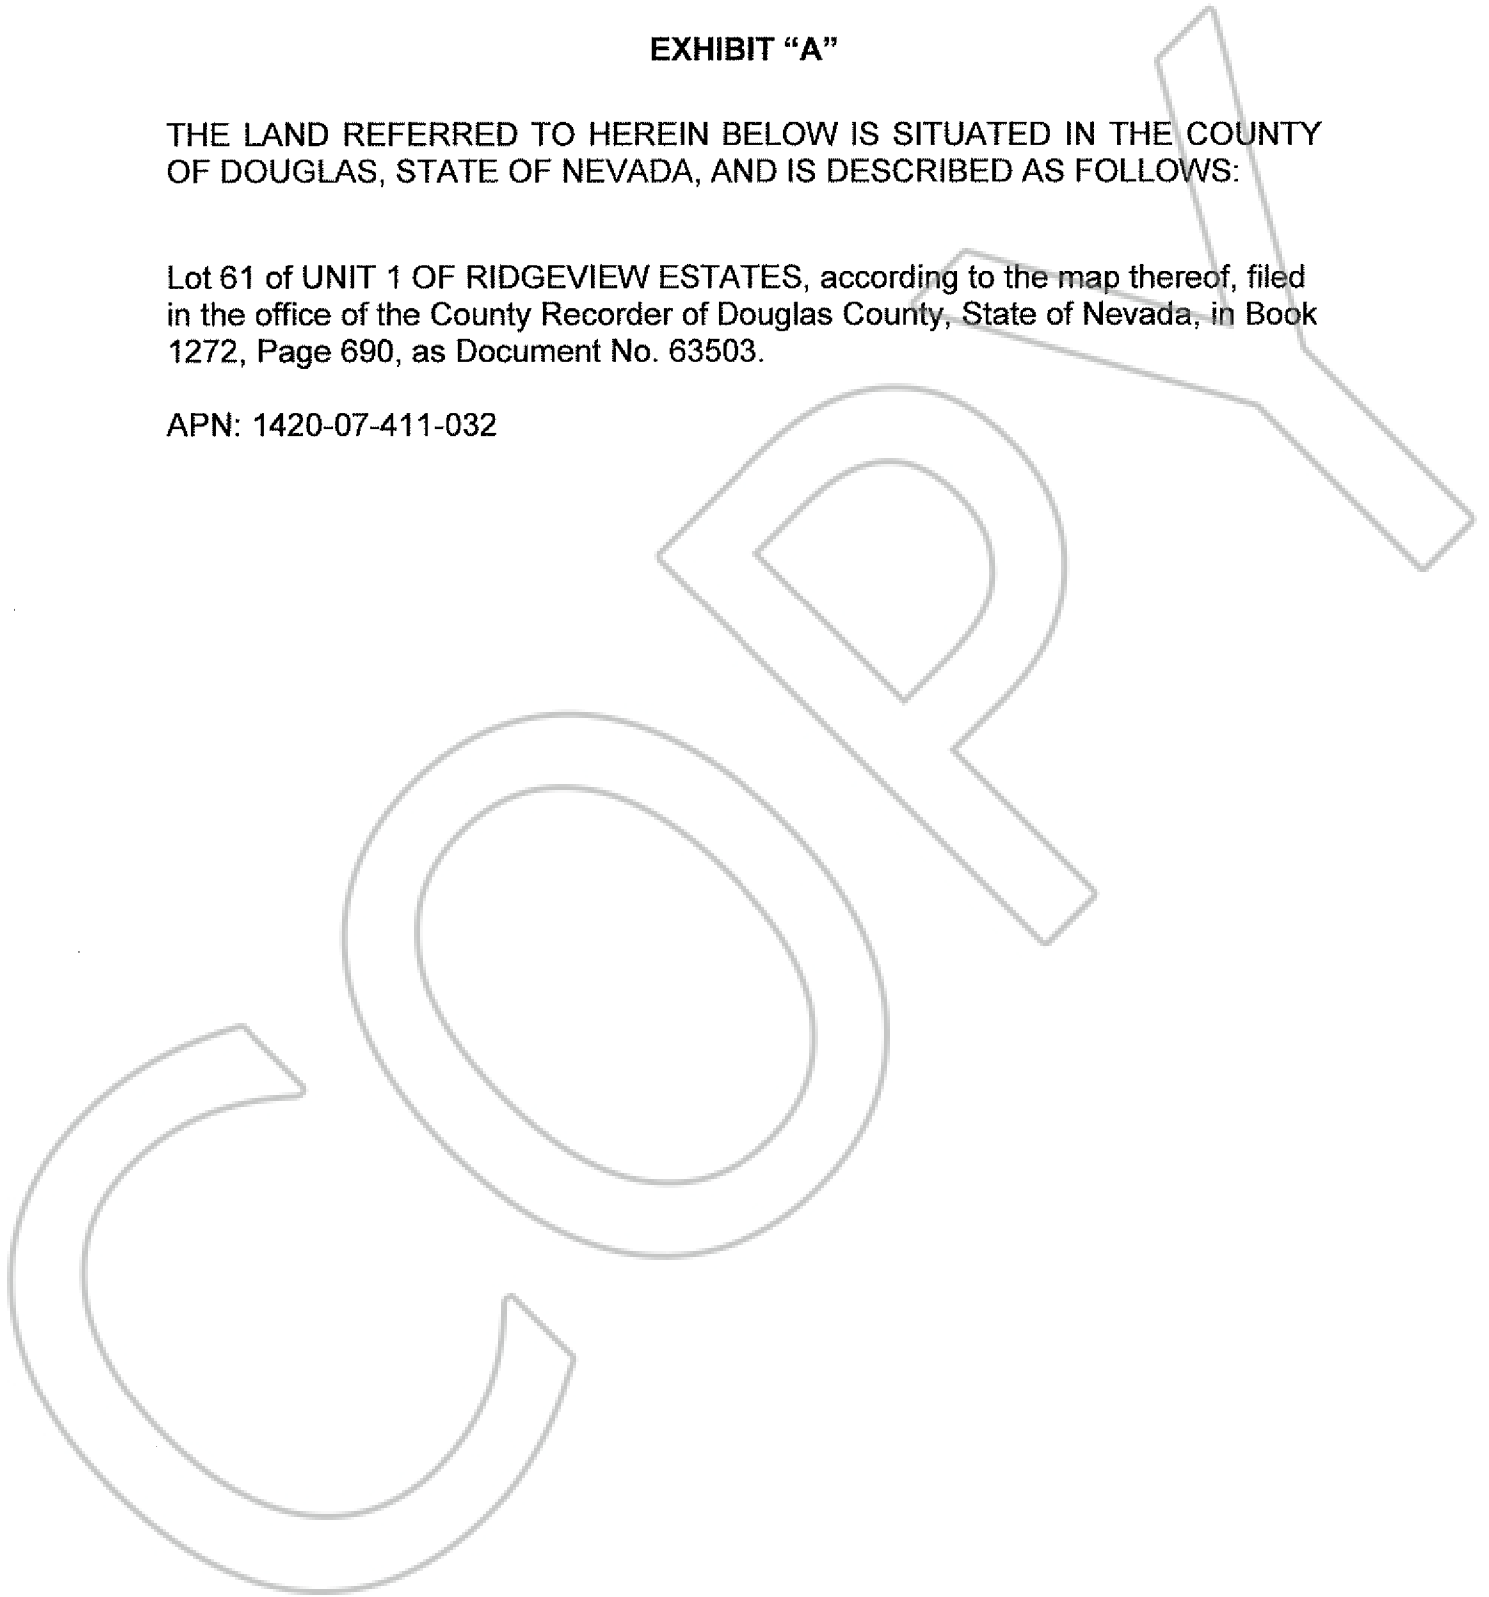 EXHIBIT “A”
THE LAND REFERRED TO HEREIN BELOW IS SITUATED IN THE COUNTY
OF DOUGLAS, STATE OF NEVADA, AND IS DESCRIBED AS FOLLOWS:
Lot 61 of UNIT 1 OF RIDGEVIEW ESTATES, according to the map thereof, filed
in the office of the County Recorder of Douglas County, State of Nevada, in Book
1272, Page 690, as Document No. 63503.
APN: 1420-07-411-032
COPY